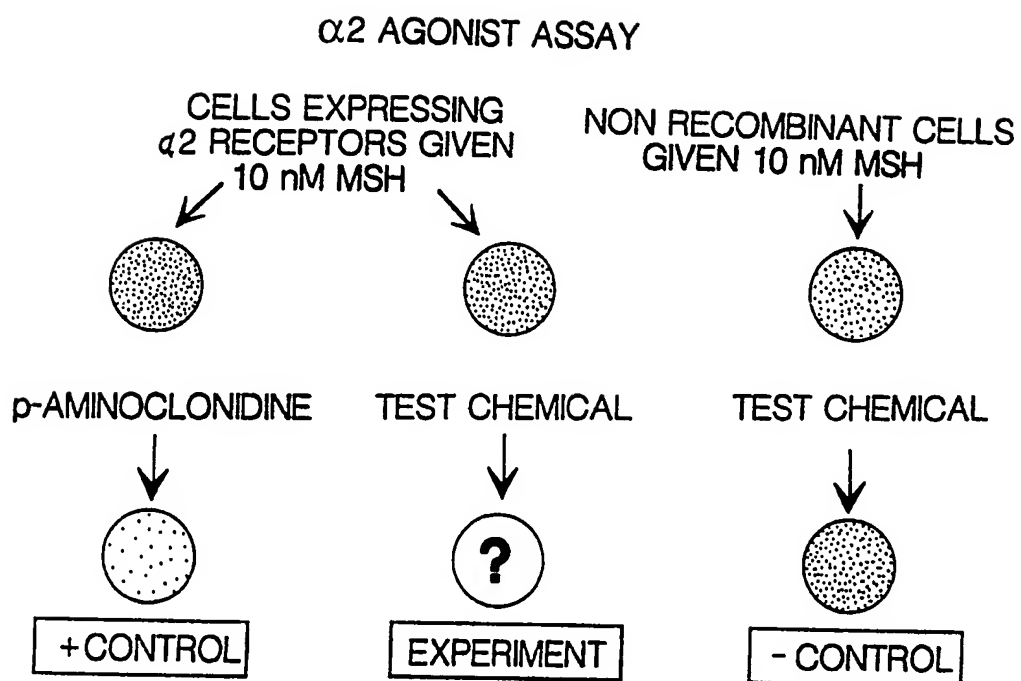 α2 AGONIST ASSAY
CELLS EXPRESSING
α2 RECEPTORS GIVEN
10 nM MSH
NON RECOMBINANT CELLS
GIVEN 10 nM MSH
p-AMINOCLONIDINE
TEST CHEMICAL
TEST CHEMICAL
?
+CONTROL
EXPERIMENT
- CONTROL